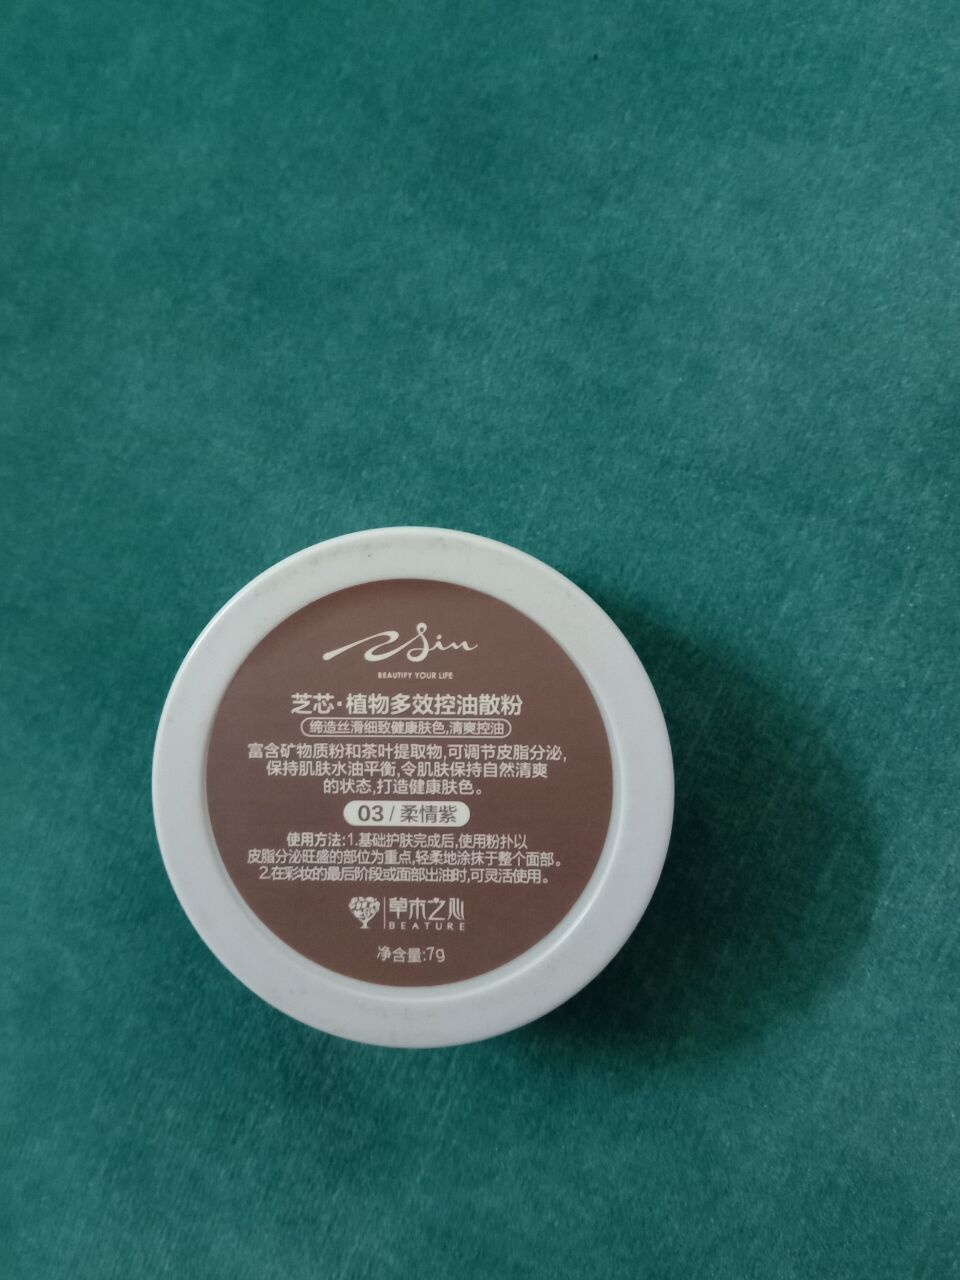 Zsin
BEAUTIFY YOUR LIFE
芝芯·植物多效控油散粉
缔造丝滑细致健康肤色,清爽控油
富含矿物质粉和茶叶提取物,可调节皮脂分泌,
保持肌肤水油平衡,令肌肤保持自然清爽
的状态,打造健康肤色。
03/柔情紫
使用方法:1.基础护肤完成后,使用粉扑以
皮脂分泌旺盛的部位为重点,轻柔地涂抹于整个面部。
2.在彩妆的最后阶段或面部出油时,可灵活使用。
草木之心
BEATURE
净含量:7g